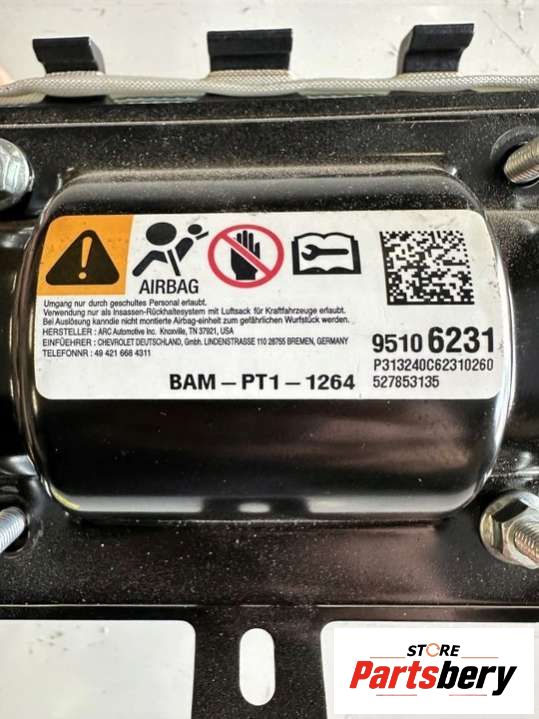 AIRBAG
Umgang nur durch geschultes Personal erlaubt.
Verwendung nur als Insassen-Rückhaltesystem mit Luftsack für Kraftfahrzeuge erlaubt.
Bei Auslösung kanndie nicht montierte Airbag-einheit zum gefährlichen Wurfstück werden.
HERSTELLER : ARC Automotive Inc. Knoxville, TN 37921, USA
EINFÜEHRER : CHEVROLET DEUTSCHLAND, Gmbh. LINDENSTRASSE 110 28755 BREMEN, GERMANY
TELEFONNR : 49 421 668 4311
BAM-PT1-1264
9510 6231
P313240C62310260
527853135
STORE
Partsbery